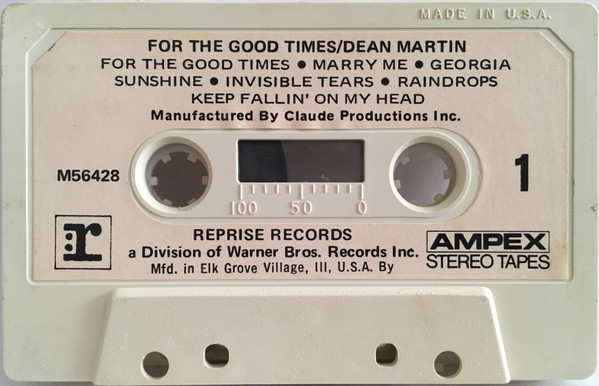 MADE IN U.S.A.
FOR THE GOOD TIMES/DEAN MARTIN
FOR THE GOOD TIMES ● MARRY ME ● GEORGIA
SUNSHINE ● INVISIBLE TEARS ● RAINDROPS
KEEP FALLIN' ON MY HEAD
Manufactured By Claude Productions Inc.
M56428
1
100 50 0
REPRISE RECORDS
:r
a Division of Warner Bros. Records Inc.
Mfd. in Elk Grove Village, Ill, U.S.A. By
AMPEX
STEREO TAPES